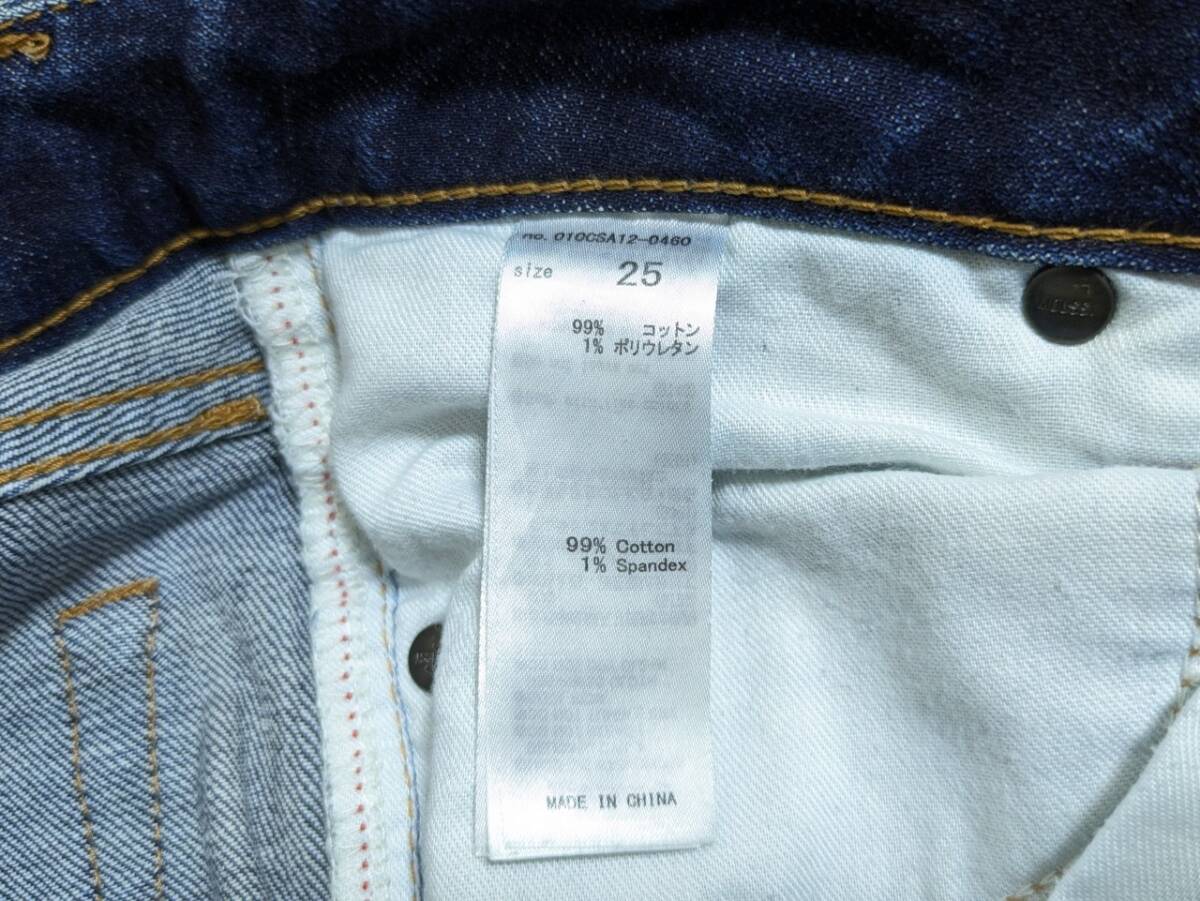 no. 010CSA12-0460
size 25
99% コットン
1% ポリウレタン
99% Cotton
1% Spandex
MADE IN CHINA